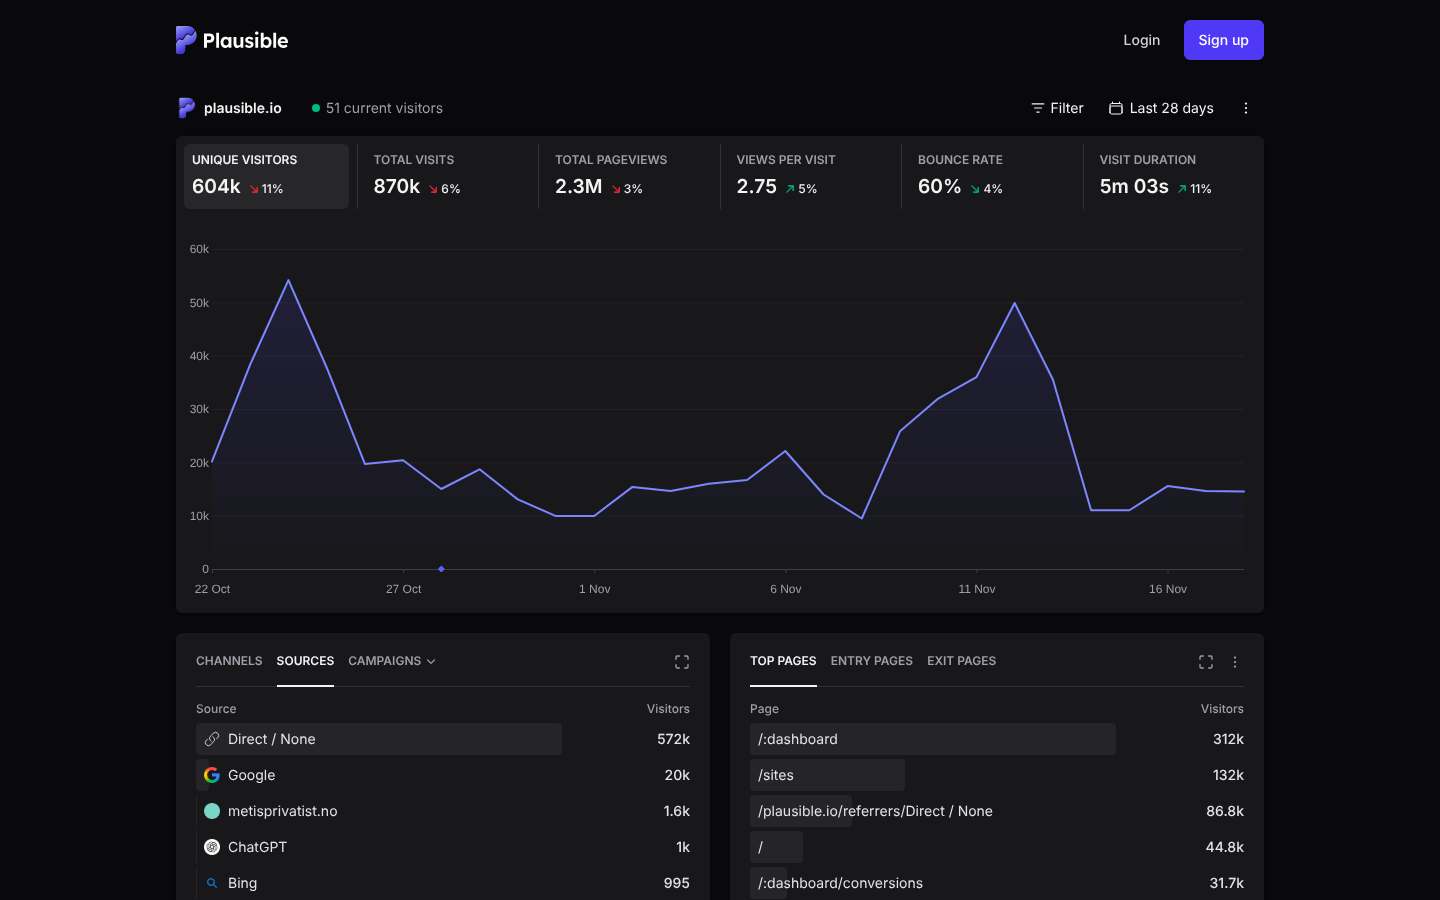 Plausible
Login
Sign up
plausible.io
51 current visitors
Filter
Last 28 days
UNIQUE VISITORS
604k 11%
TOTAL VISITS
870k 6%
TOTAL PAGEVIEWS
2.3M 3%
VIEWS PER VISIT
2.75 5%
BOUNCE RATE
60% 4%
VISIT DURATION
5m 03s 11%
60k
50k
40k
30k
20k
10k
0
22 Oct
27 Oct
1 Nov
6 Nov
11 Nov
16 Nov
CHANNELS SOURCES CAMPAIGNS
Source Visitors
Direct / None 572k
Google 20k
metisprivatist.no 1.6k
ChatGPT 1k
Bing 995
TOP PAGES ENTRY PAGES EXIT PAGES
Page Visitors
/:dashboard 312k
/sites 132k
/plausible.io/referrers/Direct / None 86.8k
/ 44.8k
/:dashboard/conversions 31.7k